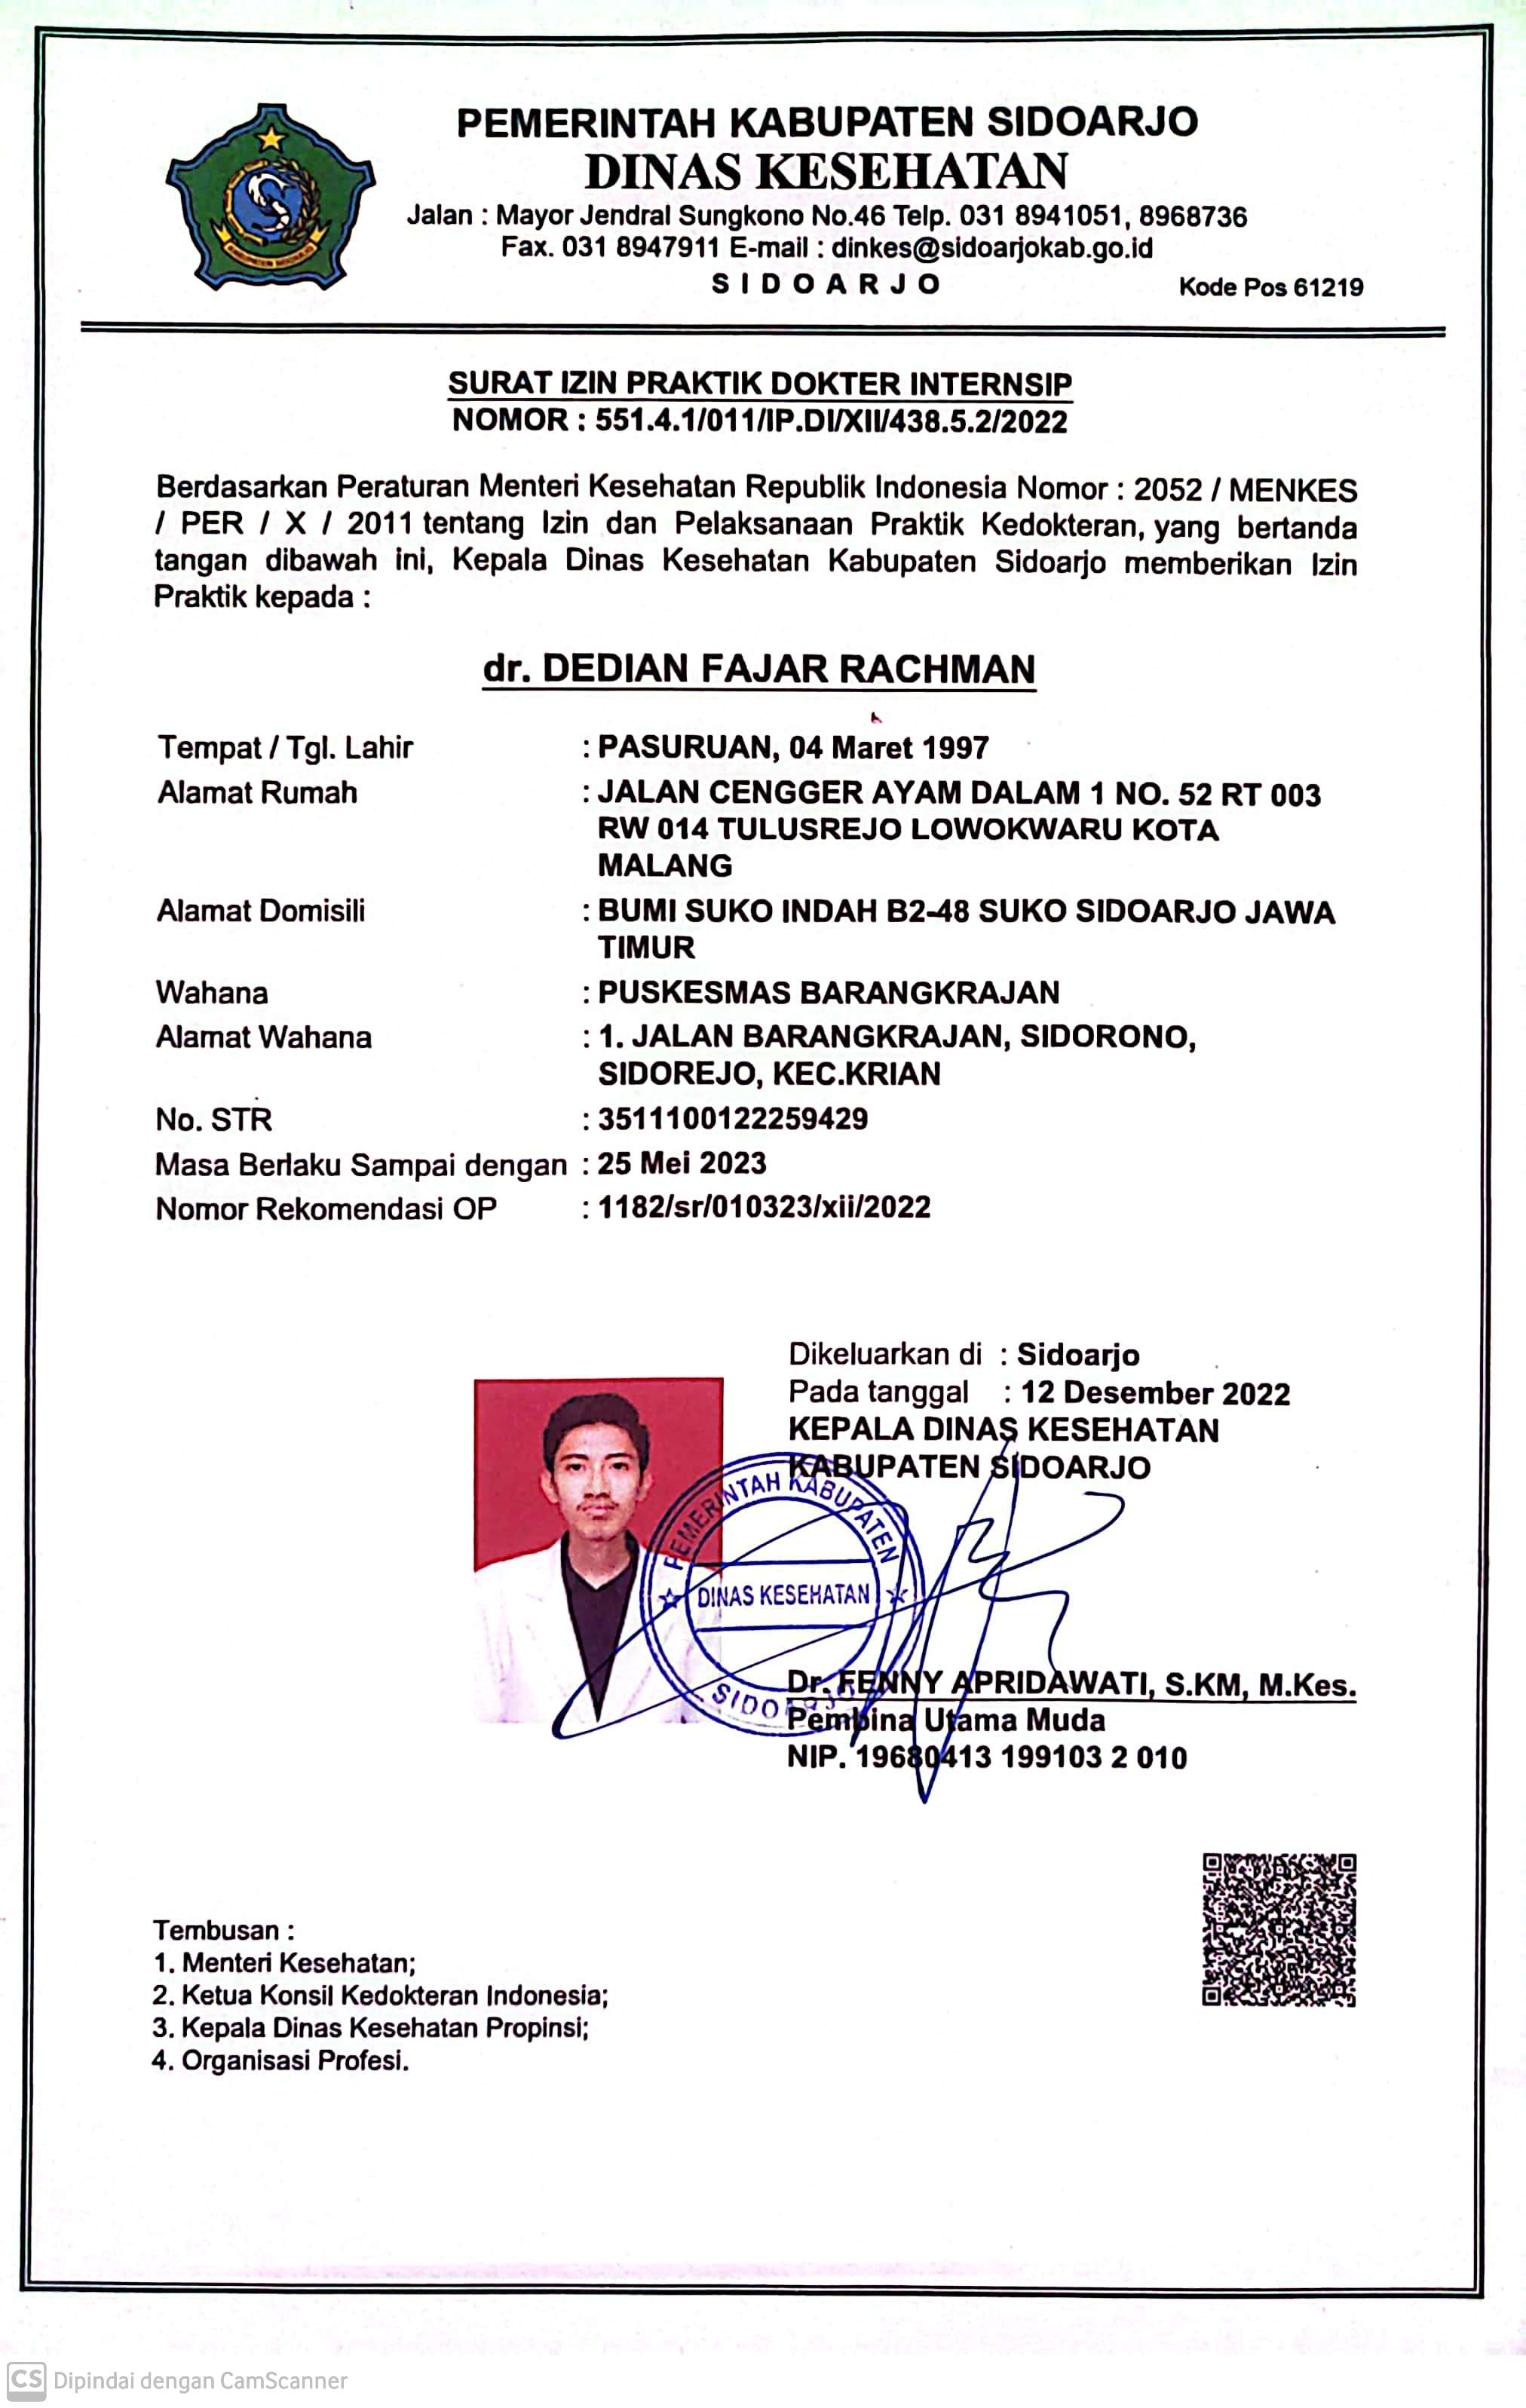 PEMERINTAH KABUPATEN SIDOARJO
DINAS KESEHATAN
Jalan : Mayor Jendral Sungkono No.46 Telp. 031 8941051, 8968736
Fax. 031 8947911 E-mail : dinkes@sidoarjokab.go.id
S I D O A R J O
Kode Pos 61219
SURAT IZIN PRAKTIK DOKTER INTERNSIP
NOMOR : 551.4.1/011/IP.DI/XII/438.5.2/2022
Berdasarkan Peraturan Menteri Kesehatan Republik Indonesia Nomor : 2052 / MENKES
/ PER / X / 2011 tentang Izin dan Pelaksanaan Praktik Kedokteran, yang bertanda
tangan dibawah ini, Kepala Dinas Kesehatan Kabupaten Sidoarjo memberikan Izin
Praktik kepada :
dr. DEDIAN FAJAR RACHMAN
Tempat / Tgl. Lahir : PASURUAN, 04 Maret 1997
Alamat Rumah : JALAN CENGGER AYAM DALAM 1 NO. 52 RT 003
RW 014 TULUSREJO LOWOKWARU KOTA
MALANG
Alamat Domisili : BUMI SUKO INDAH B2-48 SUKO SIDOARJO JAWA
TIMUR
Wahana : PUSKESMAS BARANGKRAJAN
Alamat Wahana : 1. JALAN BARANGKRAJAN, SIDORONO,
SIDOREJO, KEC.KRIAN
No. STR : 3511100122259429
Masa Berlaku Sampai dengan : 25 Mei 2023
Nomor Rekomendasi OP : 1182/sr/010323/xii/2022
Dikeluarkan di : Sidoarjo
Pada tanggal : 12 Desember 2022
KEPALA DINAS KESEHATAN
KABUPATEN SIDOARJO
PEMERINTAH KABUPATEN
DINAS KESEHATAN
SIDOARJO
Dr. FENNY APRIDAWATI, S.KM, M.Kes.
Pembina Utama Muda
NIP. 19680413 199103 2 010
Tembusan :
1. Menteri Kesehatan;
2. Ketua Konsil Kedokteran Indonesia;
3. Kepala Dinas Kesehatan Propinsi;
4. Organisasi Profesi.
CS Dipindai dengan CamScanner